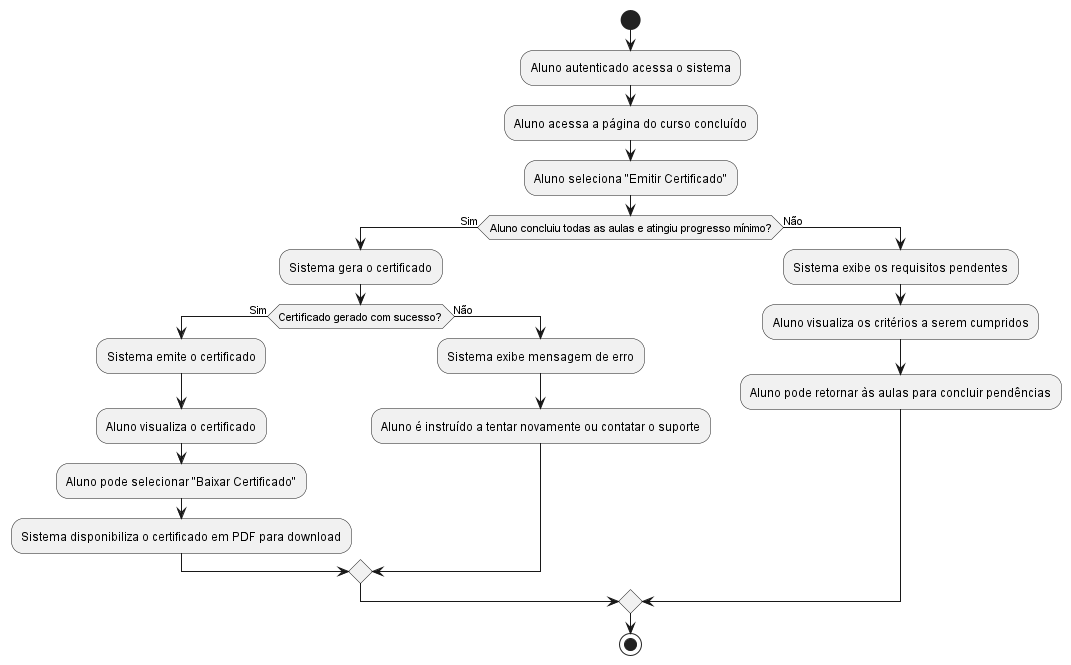 Aluno autenticado acessa o sistema
Aluno acessa a página do curso concluído
Aluno seleciona "Emitir Certificado"
Sim
Aluno concluiu todas as aulas e atingiu progresso mínimo?
Não
Sistema gera o certificado
Sistema exibe os requisitos pendentes
Sim
Certificado gerado com sucesso?
Não
Aluno visualiza os critérios a serem cumpridos
Sistema emite o certificado
Sistema exibe mensagem de erro
Aluno pode retornar às aulas para concluir pendências
Aluno visualiza o certificado
Aluno é instruído a tentar novamente ou contatar o suporte
Aluno pode selecionar "Baixar Certificado"
Sistema disponibiliza o certificado em PDF para download